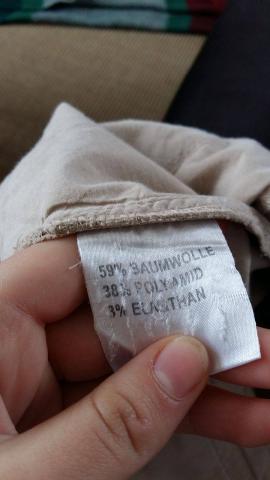 59% BAUMWOLLE
38% POLYAMID
3% ELASTHAN